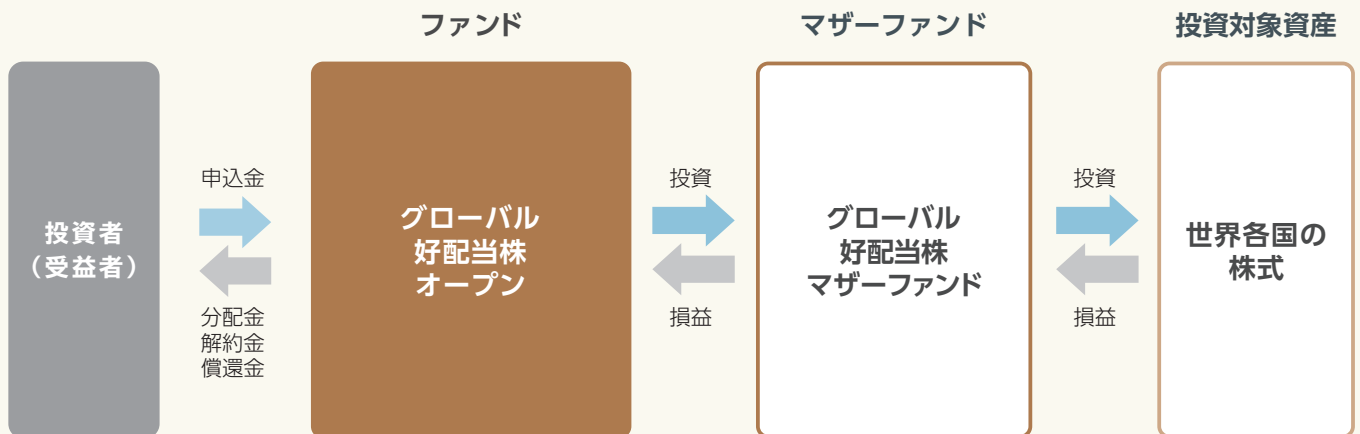 ファンド
マザーファンド
投資対象資産
投資者
（受益者）
申込金
分配金
解約金
償還金
グローバル
好配当株
オープン
投資
損益
グローバル
好配当株
マザーファンド
投資
損益
世界各国の
株式